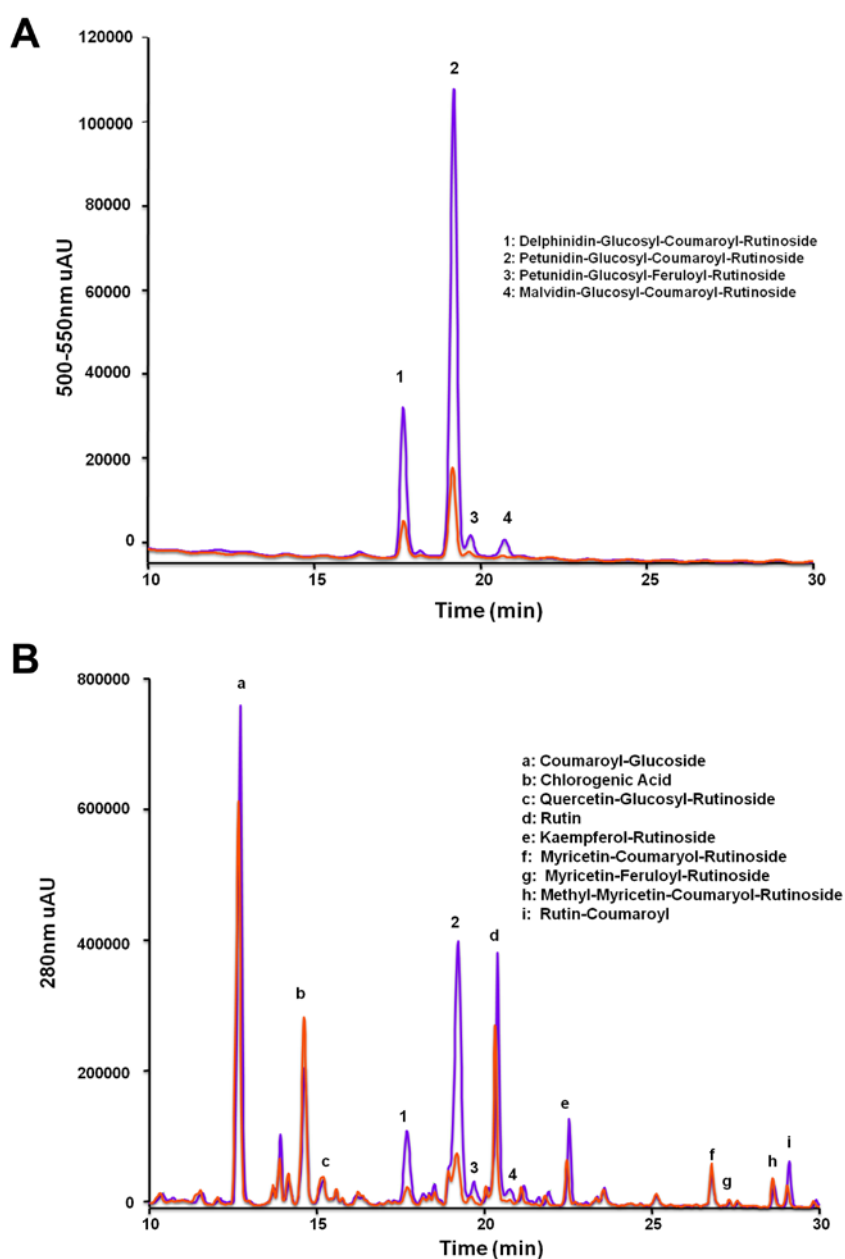 A
120000
100000
80000
60000
40000
20000
0
500-550nm uAU
1
2
3
4
1: Delphinidin-Glucosyl-Coumaroyl-Rutinoside
2: Petunidin-Glucosyl-Coumaroyl-Rutinoside
3: Petunidin-Glucosyl-Feruloyl-Rutinoside
4: Malvidin-Glucosyl-Coumaroyl-Rutinoside
10 15 20 25 30
Time (min)
B
800000
600000
400000
200000
0
280nm uAU
a
b
c
1
2
3
d
4
e
f
g
h
i
a: Coumaroyl-Glucoside
b: Chlorogenic Acid
c: Quercetin-Glucosyl-Rutinoside
d: Rutin
e: Kaempferol-Rutinoside
f: Myricetin-Coumaryol-Rutinoside
g: Myricetin-Feruloyl-Rutinoside
h: Methyl-Myricetin-Coumaryol-Rutinoside
i: Rutin-Coumaroyl
10 15 20 25 30
Time (min)